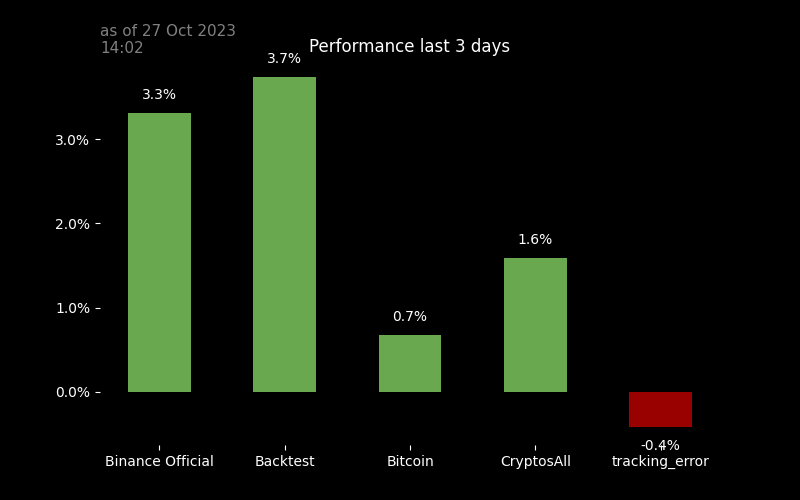 as of 27 Oct 2023
14:02
Performance last 3 days
3.7%
3.3%
3.0%
2.0%
1.6%
1.0%
0.7%
0.0%
-0.4%
Binance Official
Backtest
Bitcoin
CryptosAll
tracking_error